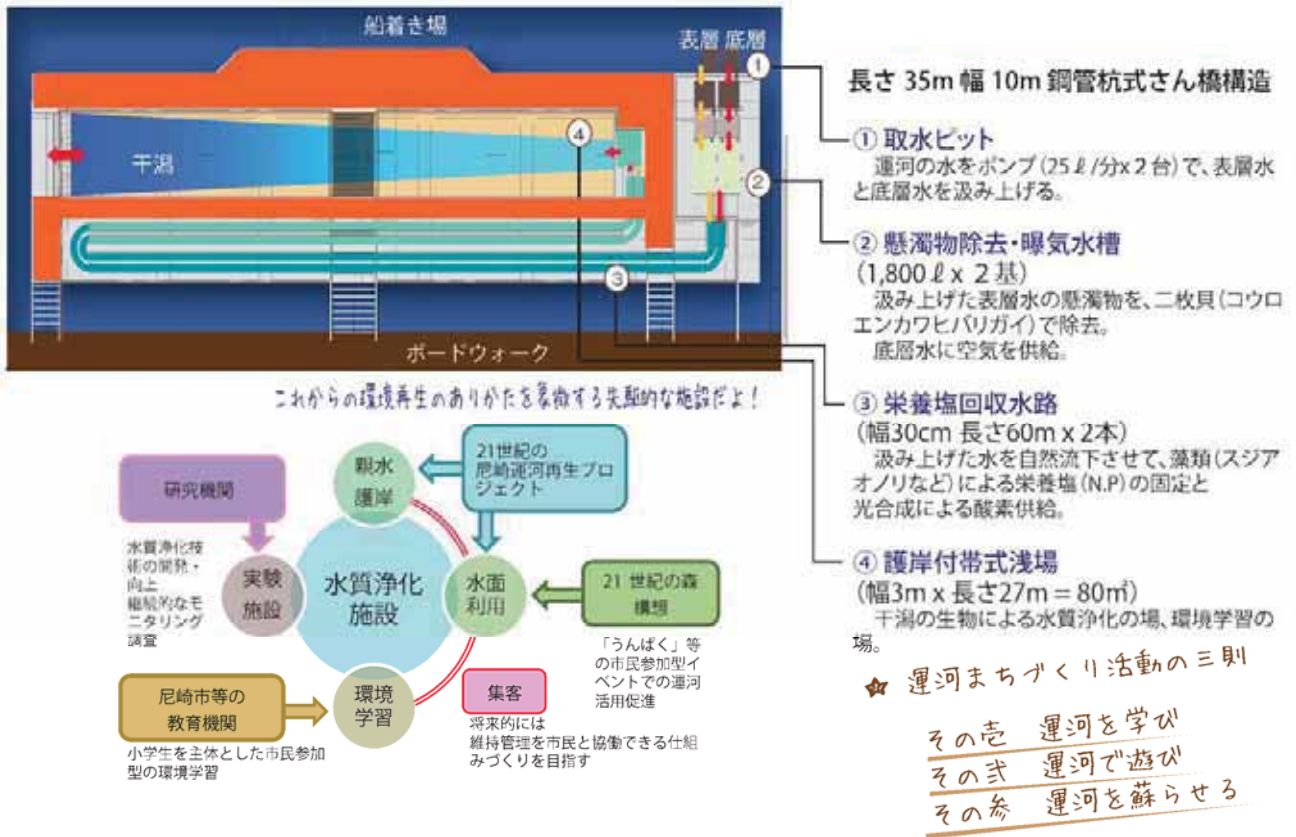 船着き場
表層 底層
①
②
③
④
干潟
ボードウォーク
長さ 35m 幅 10m 鋼管杭式さん橋構造
① 取水ピット
運河の水をポンプ(25ℓ/分x2台)で、表層水
と底層水を汲み上げる。
② 懸濁物除去・曝気水槽
(1,800ℓx 2基)
汲み上げた表層水の懸濁物を、二枚貝(コウロ
エンカワヒバリガイ)で除去。
底層水に空気を供給。
③ 栄養塩回収水路
(幅30cm 長さ60m x 2本)
汲み上げた水を自然流下させて、藻類(スジア
オノリなど)による栄養塩(N.P)の固定と
光合成による酸素供給。
④ 護岸付帯式浅場
(幅3m x 長さ27m = 80㎡)
干潟の生物による水質浄化の場、環境学習の
場。
これからの環境再生のありかたを象徴する先駆的な施設だよ！
研究機関
水質浄化技
術の開発・
向上
継続的なモ
ニタリング
調査
親水
護岸
21世紀の
尼崎運河再生プロ
ジェクト
実験
施設
水質浄化
施設
水面
利用
21 世紀の森
構想
「うんぱく」等
の市民参加型イ
ベントでの運河
活用促進
尼崎市等の
教育機関
小学生を主体とした市民参加
型の環境学習
環境
学習
集客
将来的には
維持管理を市民と協働できる仕組
みづくりを目指す
★ 運河まちづくり活動の三則
その壱 運河を学び
その弐 運河で遊び
その参 運河を蘇らせる